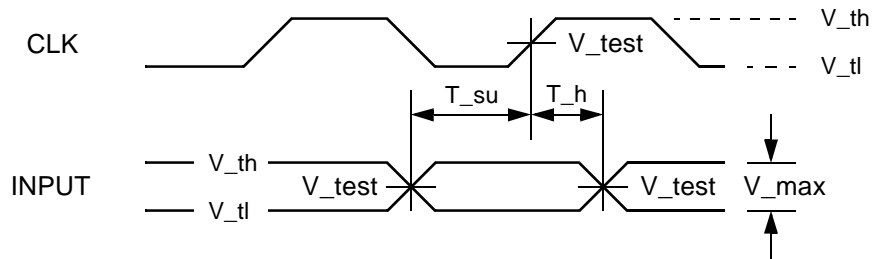 V_th
CLK
V_test
V_tl
T_su
T_h
V_th
INPUT
V_test
V_test
V_max
V_tl